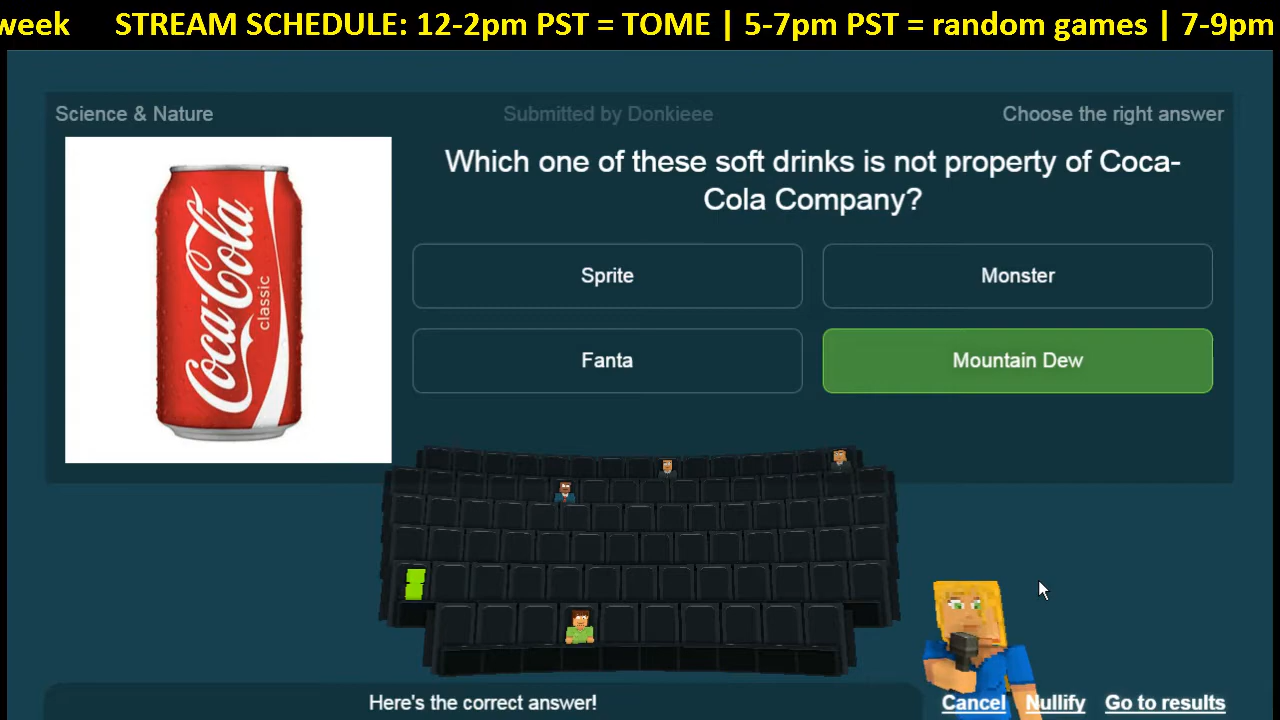 week STREAM SCHEDULE: 12-2pm PST = TOME | 5-7pm PST = random games | 7-9pm
Science & Nature
Submitted by Donkieee
Choose the right answer
Which one of these soft drinks is not property of Coca-
Cola Company?
Coca-Cola
classic
Sprite
Monster
Fanta
Mountain Dew
Here's the correct answer!
Cancel
Nullify
Go to results